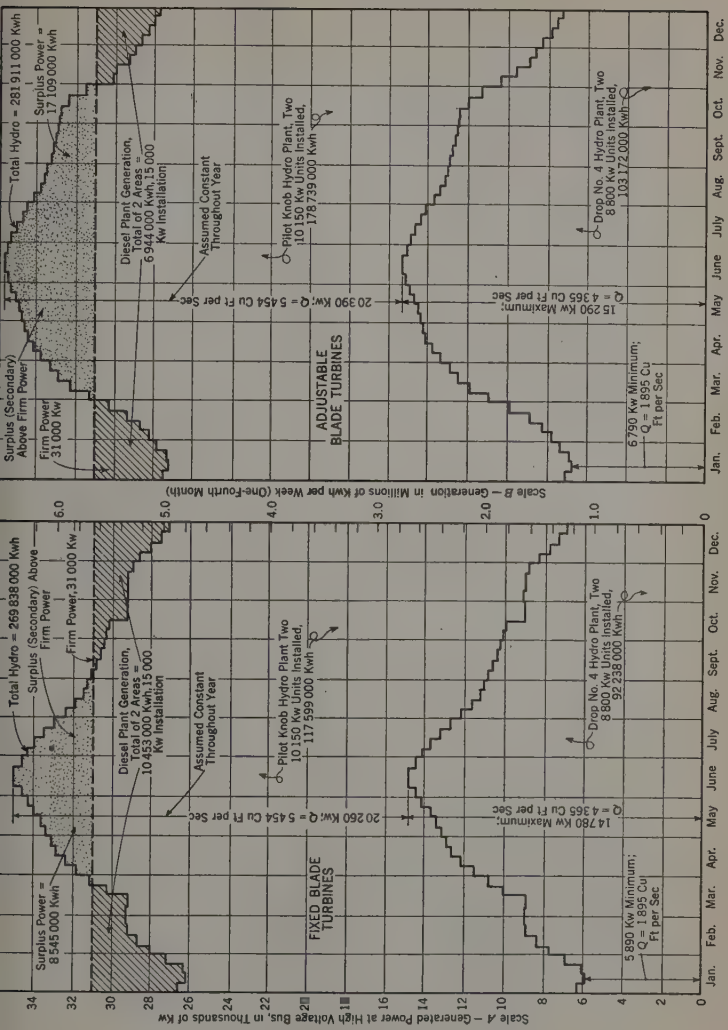 Scale A — Generated Power at High Voltage Bus, in Thousands of Kw
34
32
30
28
26
24
22
20
18
16
14
12
10
8
6
4
2
0
Total Hydro = 269 838 000 Kwh
Surplus (Secondary) Above
Firm Power
Firm Power, 31 000 Kw
Surplus Power =
8 545 000 Kwh
Diesel Plant Generation,
Total of 2 Areas =
10 453 000 Kwh, 15 000
Kw Installation
Assumed Constant
Throughout Year
Pilot Knob Hydro Plant Two
10 150 Kw Units Installed,
117 599 000 Kwh
20 260 Kw; Q = 5 454 Cu Ft per Sec
FIXED BLADE
TURBINES
14 780 Kw Maximum;
Q = 4 365 Cu Ft per Sec
Drop No. 4 Hydro Plant, Two
8 800 Kw Units Installed,
92 238 000 Kwh
5 890 Kw Minimum;
Q = 1 895 Cu
Ft per Sec
Jan.
Feb.
Mar.
Apr.
May
June
July
Aug.
Sept.
Oct.
Nov.
Dec.
Scale B — Generation in Millions of Kwh per Week (One-Fourth Month)
6.0
5.0
4.0
3.0
2.0
1.0
0
Surplus (Secondary)
Above Firm Power
Total Hydro = 281 911 000 Kwh
Surplus Power =
17 109 000 Kwh
Firm Power
31 000 Kw
Diesel Plant Generation,
Total of 2 Areas =
6 944 000 Kwh, 15 000
Kw Installation
Assumed Constant
Throughout Year
Pilot Knob Hydro Plant, Two
10 150 Kw Units Installed,
178 739 000 Kwh
20 390 Kw; Q = 5 454 Cu Ft per Sec
ADJUSTABLE
BLADE TURBINES
15 290 Kw Maximum;
Q = 4 365 Cu Ft per Sec
Drop No. 4 Hydro Plant, Two
8 800 Kw Units Installed,
103 172 000 Kwh
6 790 Kw Minimum;
Q = 1 895 Cu
Ft per Sec
Jan.
Feb.
Mar.
Apr.
May
June
July
Aug.
Sept.
Oct.
Nov.
Dec.